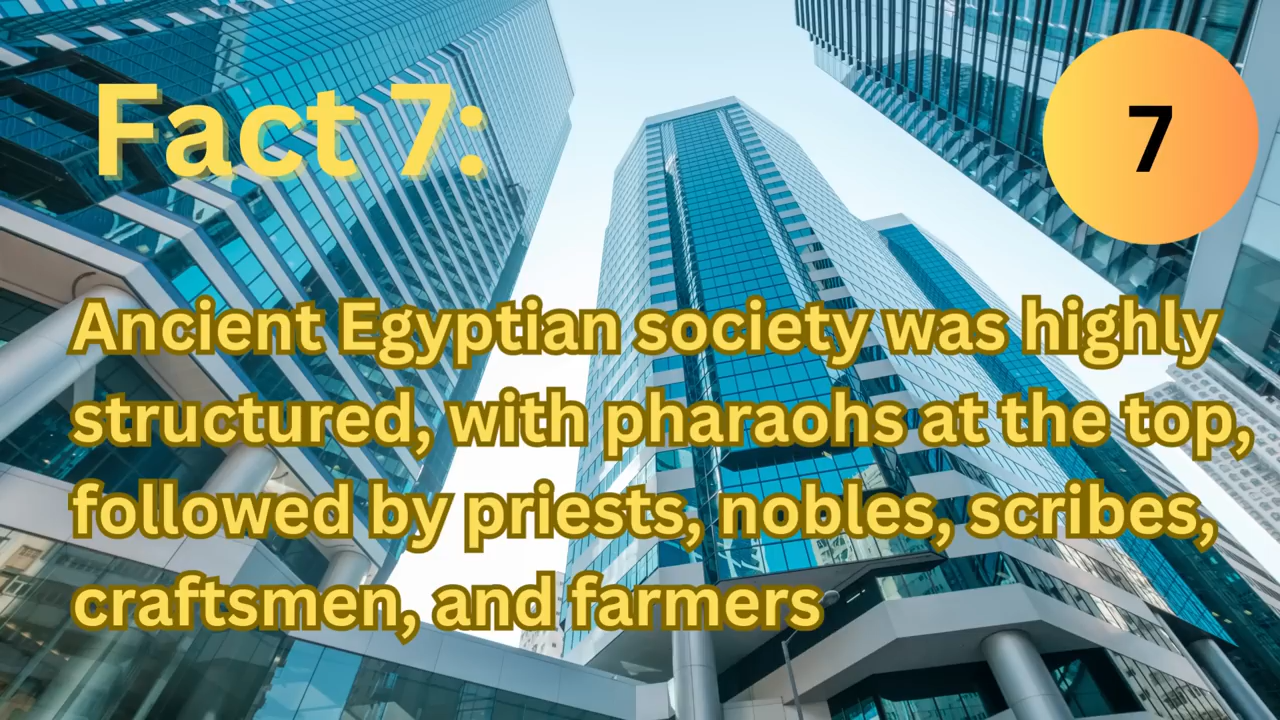 Fact 7:
7
Ancient Egyptian society was highly
structured, with pharaohs at the top,
followed by priests, nobles, scribes,
craftsmen, and farmers